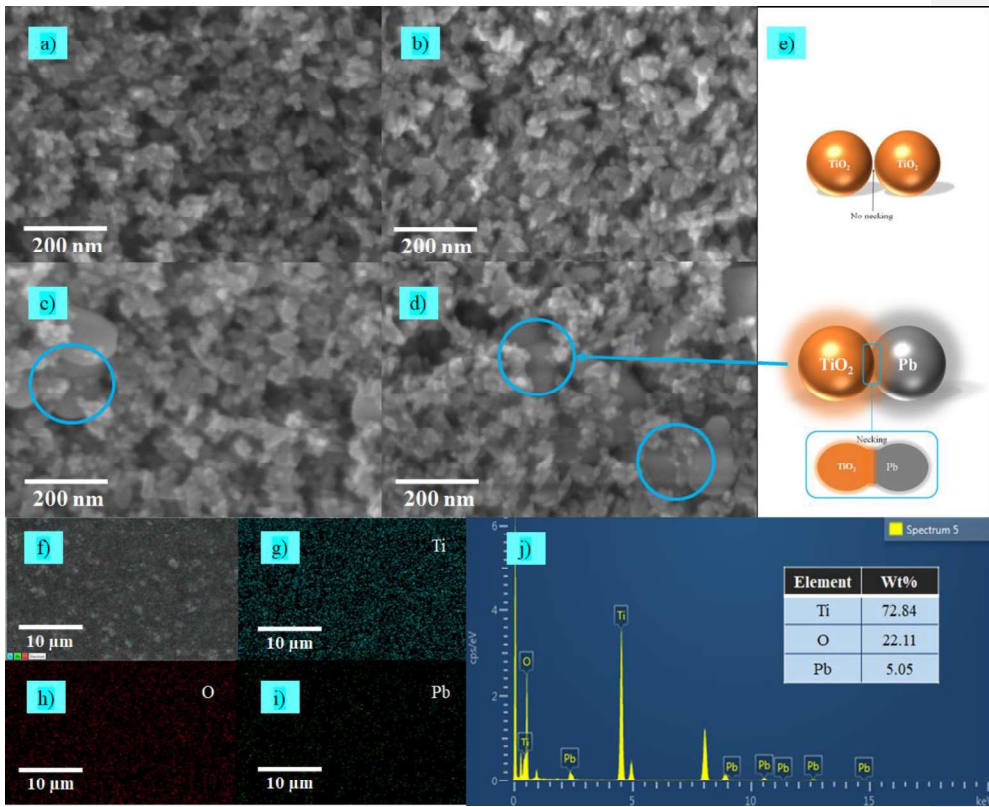 a)
200 nm
b)
200 nm
c)
200 nm
d)
200 nm
e)
TiO₂ TiO₂
No necking
TiO₂ Pb
Necking
TiO₂ Pb
f)
10 µm
g)
Ti
10 µm
h)
O
10 µm
i)
Pb
10 µm
j)
Spectrum 5
6
4
2
0
cps/eV
Element Wt%
Ti 72.84
O 22.11
Pb 5.05
Ti
O
Ti
Pb
Pb
Pb
Pb
Pb
Pb
0 5 10 15 ke